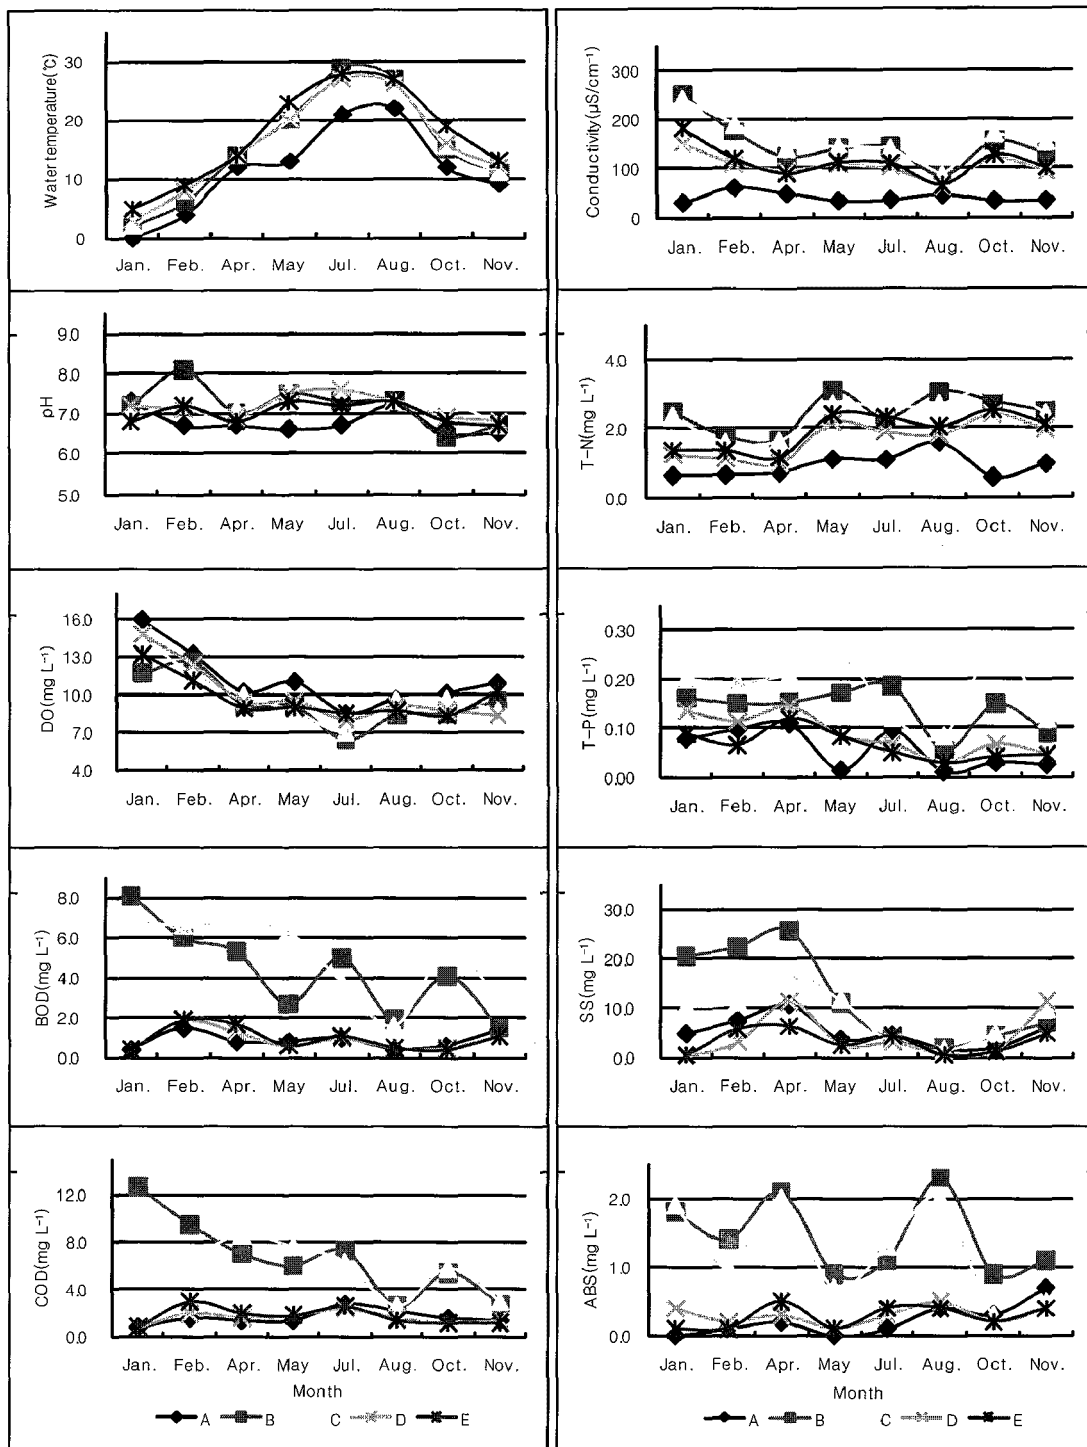 Water temperature(℃)
30
20
10
0
Jan. Feb. Apr. May Jul. Aug. Oct. Nov.
Conductivity(μS/cm⁻¹)
300
200
100
0
Jan. Feb. Apr. May Jul. Aug. Oct. Nov.
pH
9.0
8.0
7.0
6.0
5.0
Jan. Feb. Apr. May Jul. Aug. Oct. Nov.
T-N(mg L⁻¹)
4.0
2.0
0.0
Jan. Feb. Apr. May Jul. Aug. Oct. Nov.
DO(mg L⁻¹)
16.0
13.0
10.0
7.0
4.0
Jan. Feb. Apr. May Jul. Aug. Oct. Nov.
T-P(mg L⁻¹)
0.30
0.20
0.10
0.00
Jan. Feb. Apr. May Jul. Aug. Oct. Nov.
BOD(mg L⁻¹)
8.0
6.0
4.0
2.0
0.0
Jan. Feb. Apr. May Jul. Aug. Oct. Nov.
SS(mg L⁻¹)
30.0
20.0
10.0
0.0
Jan. Feb. Apr. May Jul. Aug. Oct. Nov.
COD(mg L⁻¹)
12.0
8.0
4.0
0.0
Jan. Feb. Apr. May Jul. Aug. Oct. Nov.
Month
A B C D E
ABS(mg L⁻¹)
2.0
1.0
0.0
Jan. Feb. Apr. May Jul. Aug. Oct. Nov.
Month
A B C D E